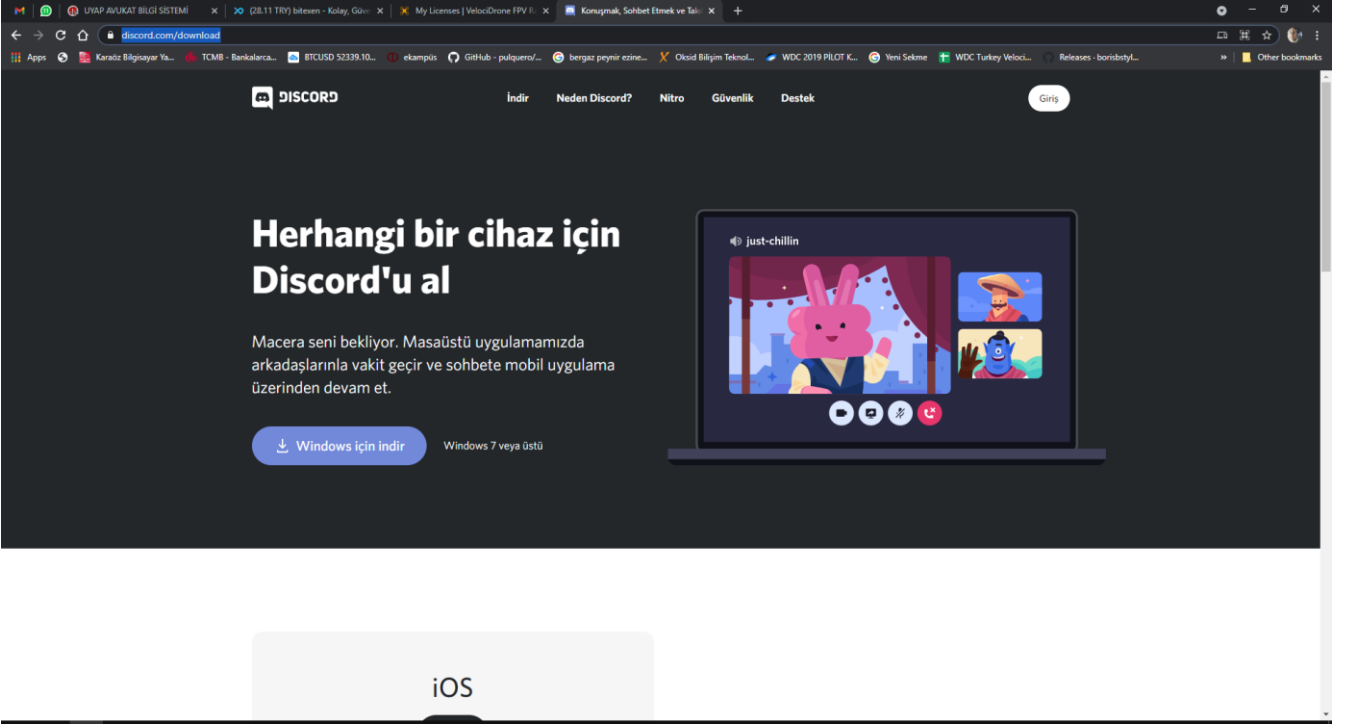 UYAP AVUKAT BİLGİ SİSTEMİ
(28.11 TRY) bitexen - Kolay, Güve
My Licenses | VelociDrone FPV R
Konuşmak, Sohbet Etmek ve Tak
discord.com/download
Apps
Karaöz Bilgisayar Ya...
TCMB - Bankalarca...
BTCUSD 52339.10...
ekampüs
GitHub - pulquero/...
bergaz peynir ezine...
Oksid Bilişim Teknol...
WDC 2019 PİLOT K...
Yeni Sekme
WDC Turkey Veloci...
Releases - borisbstyl...
»
Other bookmarks
DISCORD
İndir
Neden Discord?
Nitro
Güvenlik
Destek
Giriş
Herhangi bir cihaz için
Discord'u al
Macera seni bekliyor. Masaüstü uygulamamızda
arkadaşlarınla vakit geçir ve sohbete mobil uygulama
üzerinden devam et.
Windows için indir
Windows 7 veya üstü
just-chillin
iOS